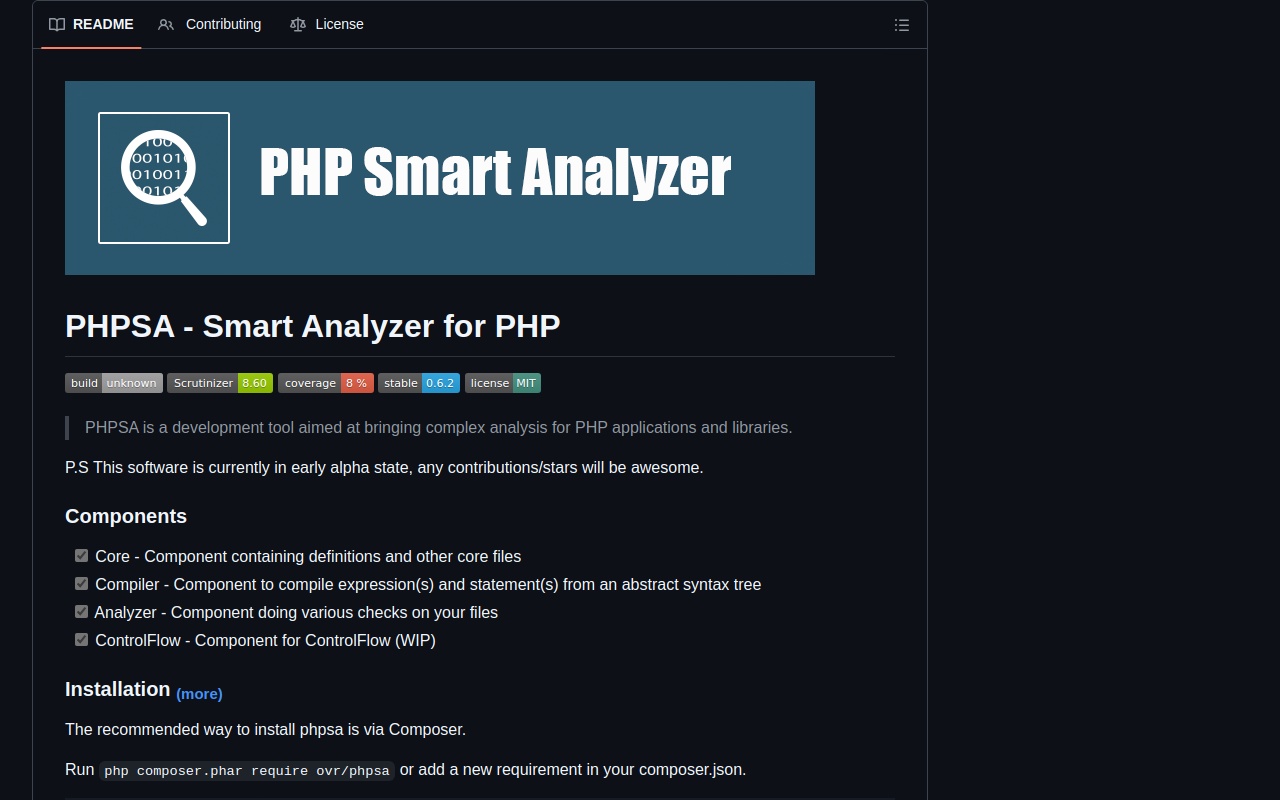 README Contributing License
100
001010
010011
00101
PHP Smart Analyzer
PHPSA - Smart Analyzer for PHP
build unknown Scrutinizer 8.60 coverage 8 % stable 0.6.2 license MIT
PHPSA is a development tool aimed at bringing complex analysis for PHP applications and libraries.
P.S This software is currently in early alpha state, any contributions/stars will be awesome.
Components
Core - Component containing definitions and other core files
Compiler - Component to compile expression(s) and statement(s) from an abstract syntax tree
Analyzer - Component doing various checks on your files
ControlFlow - Component for ControlFlow (WIP)
Installation (more)
The recommended way to install phpsa is via Composer.
Run php composer.phar require ovr/phpsa or add a new requirement in your composer.json.